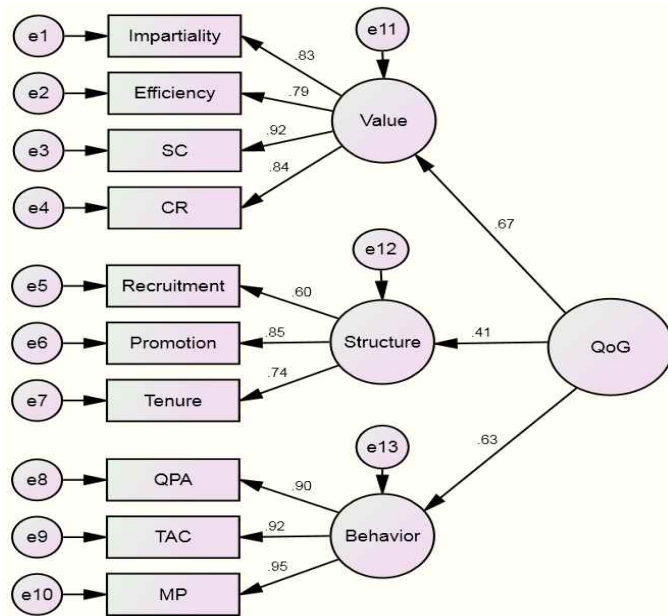 e1
Impartiality
e11
.83
e2
Efficiency
.79
Value
e3
SC
.92
e4
CR
.84
.67
e12
e5
Recruitment
.60
e6
Promotion
.85
Structure
.41
QoG
e7
Tenure
.74
.63
e13
e8
QPA
.90
e9
TAC
.92
Behavior
e10
MP
.95